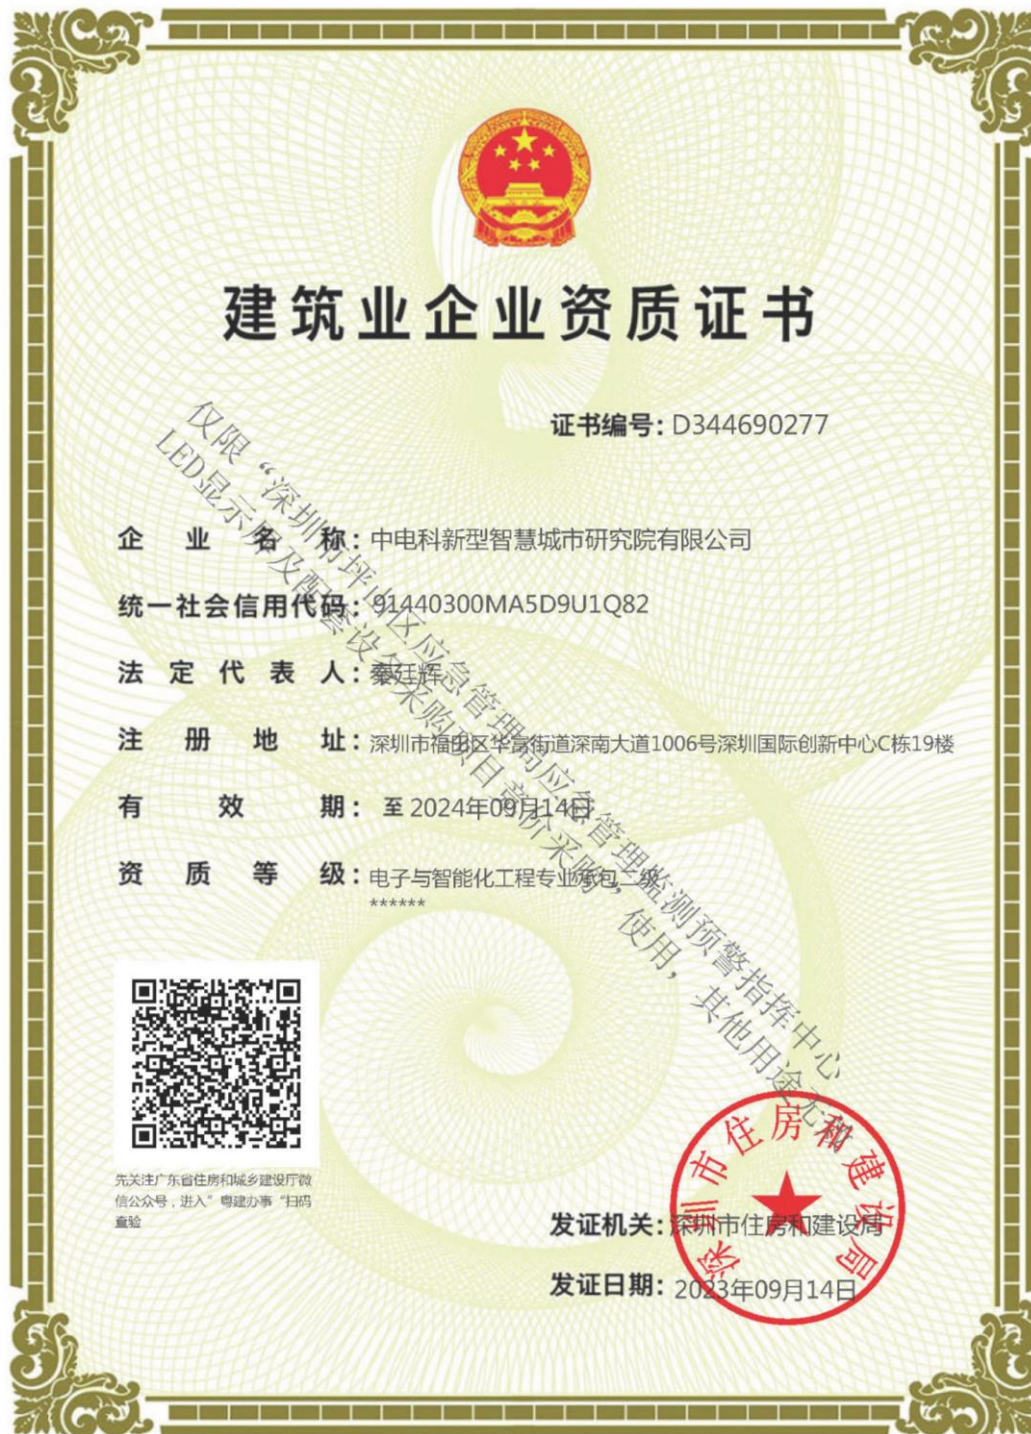 建筑业企业资质证书
证书编号：D344690277
企业名称：中电科新型智慧城市研究院有限公司
统一社会信用代码：91440300MA5D9U1Q82
法定代表人：秦廷辉
注册地址：深圳市福田区华富街道深南大道1006号深圳国际创新中心C栋19楼
有效期：至 2024年09月14日
资质等级：电子与智能化工程专业承包二级
******
仅限“深圳市坪山区应急管理局应急管理监测预警指挥中心
LED显示屏及配套设备采购项目竞价采购”使用，其他用途无效
先关注广东省住房和城乡建设厅微
信公众号，进入“粤建办事“扫码
查验
深圳市住房和建设局
发证机关：深圳市住房和建设局
发证日期：2023年09月14日